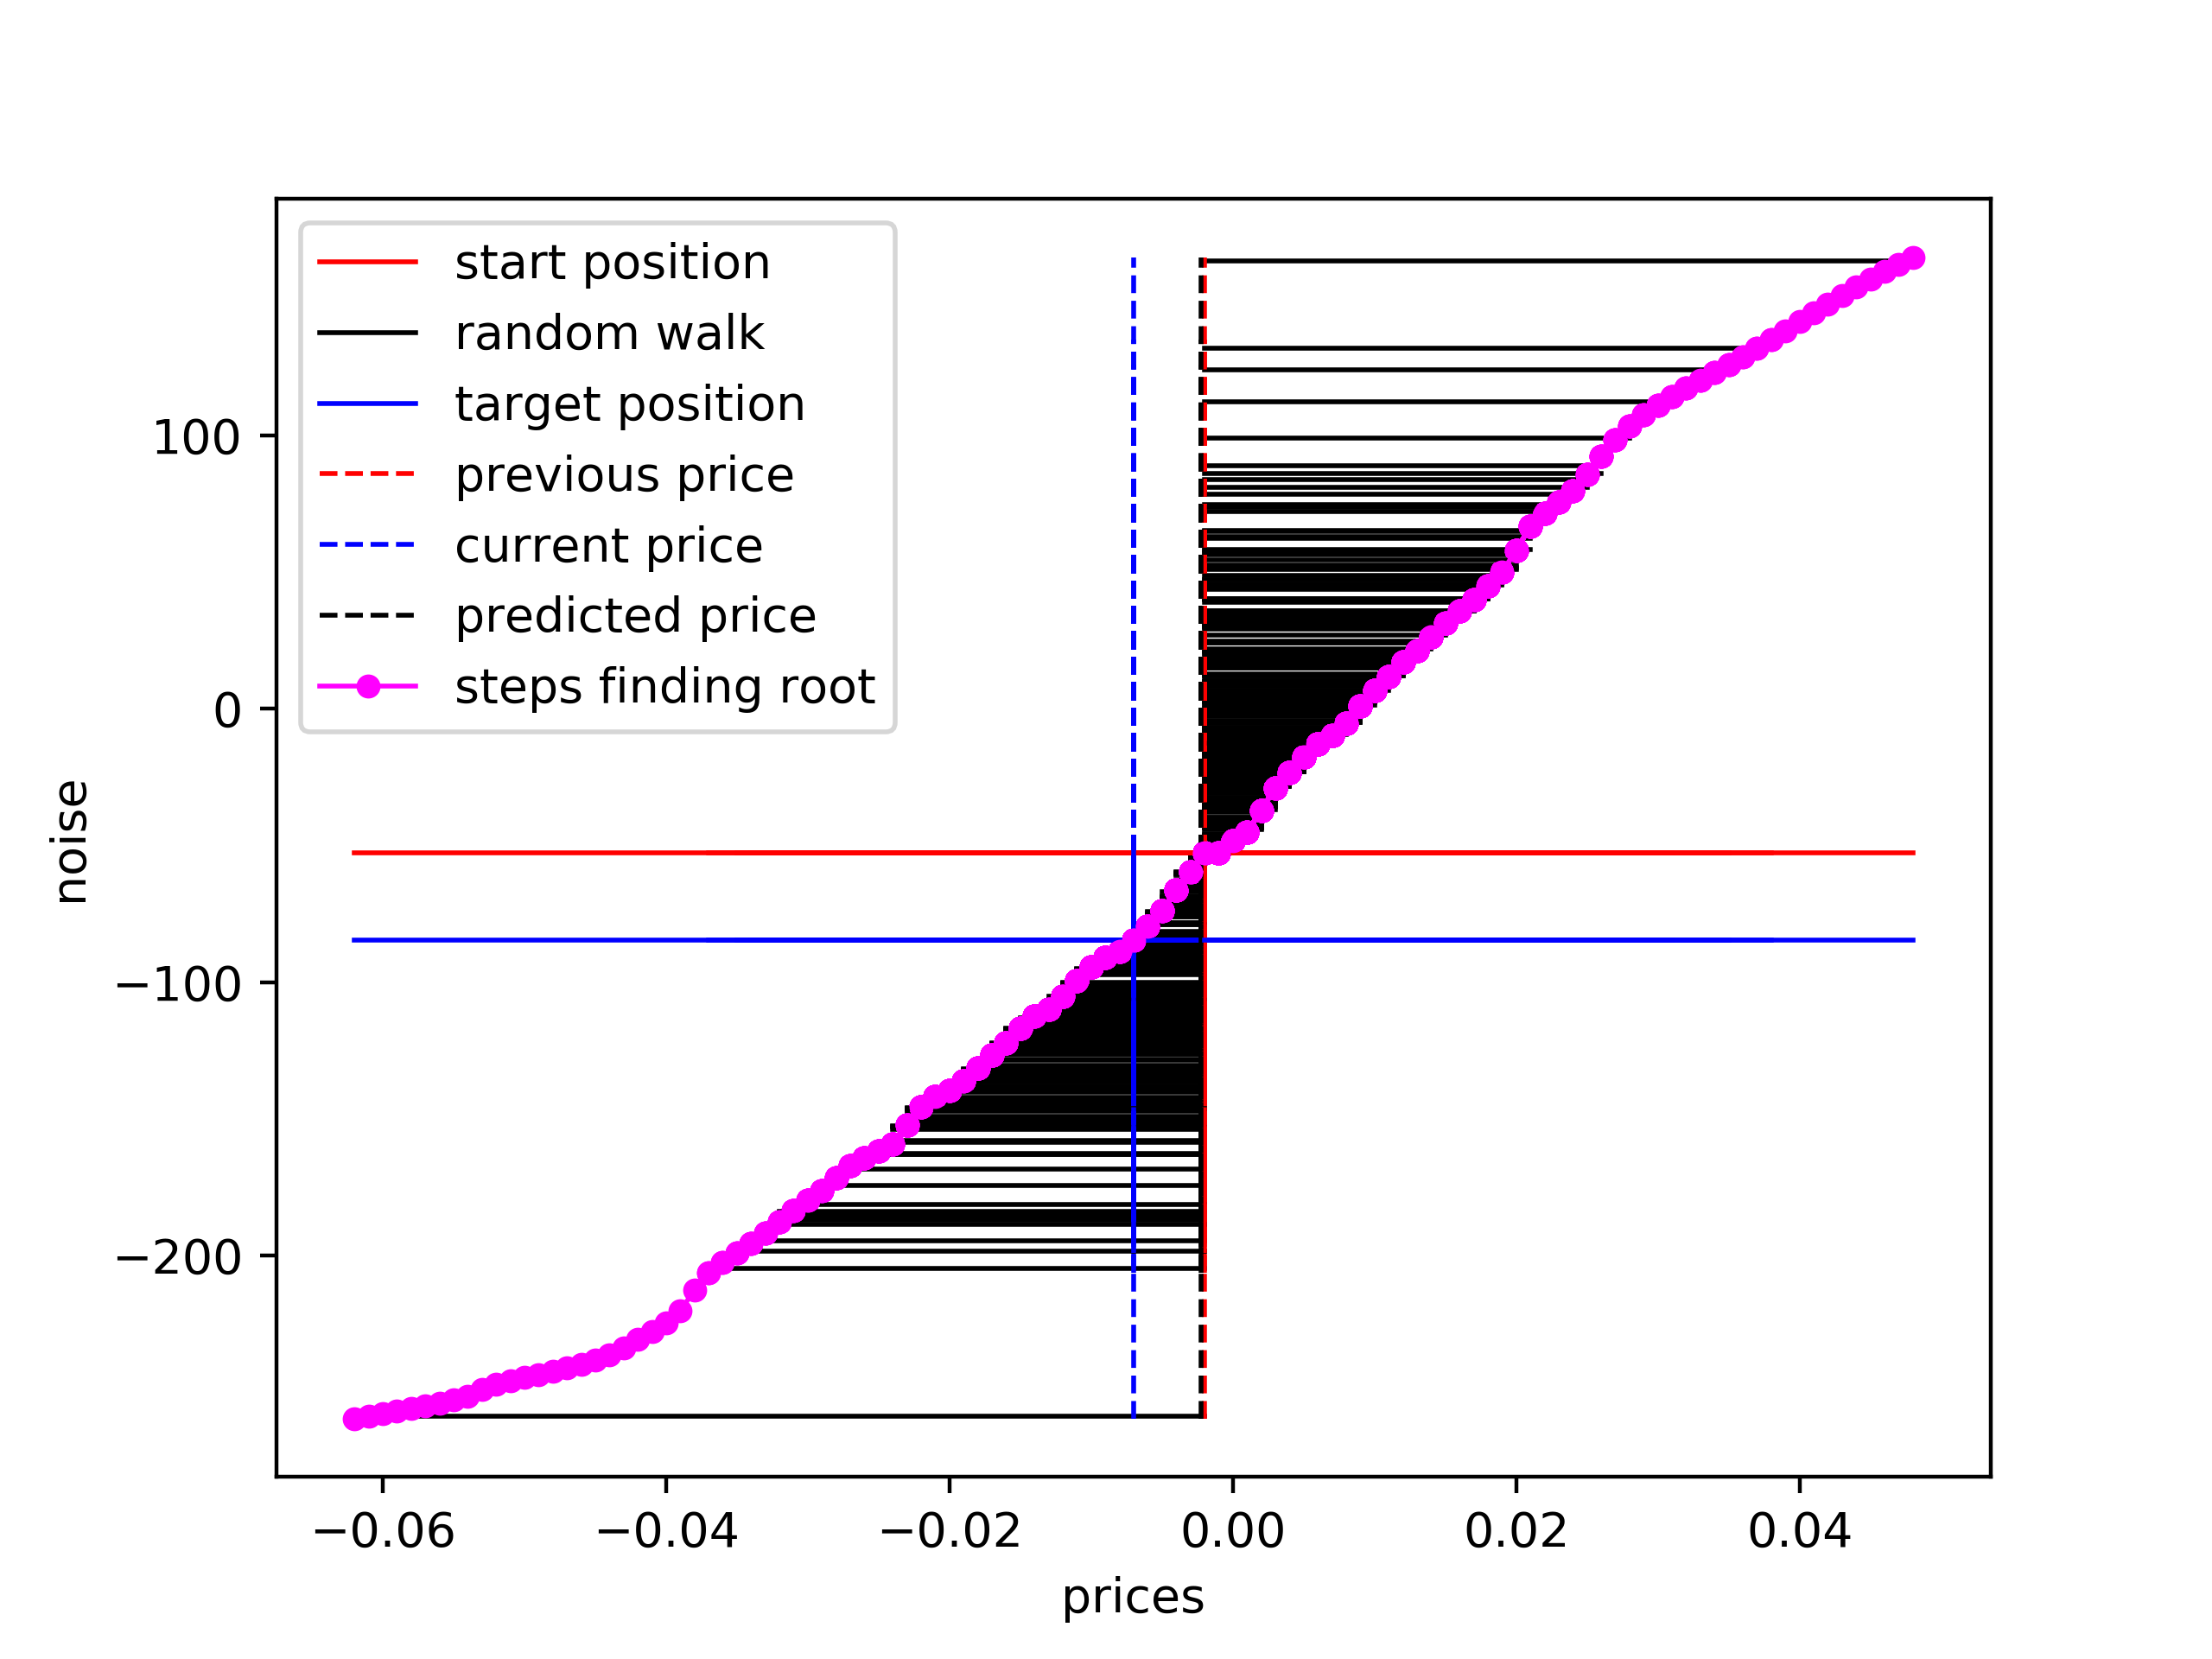 start position
random walk
target position
previous price
current price
predicted price
steps finding root
100
0
−100
−200
noise
−0.06 −0.04 −0.02 0.00 0.02 0.04
prices